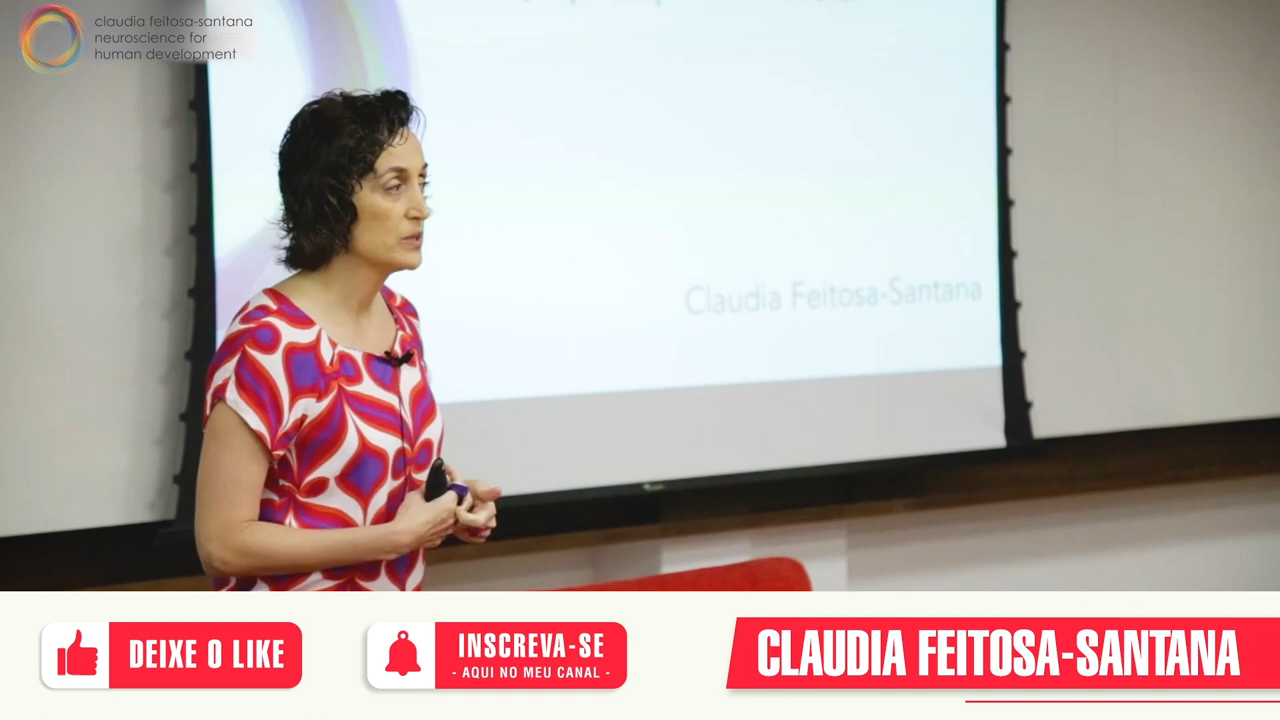 claudia feitosa-santana
neuroscience for
human development
Claudia Feitosa-Santana
DEIXE O LIKE
INSCREVA-SE
- AQUI NO MEU CANAL -
CLAUDIA FEITOSA-SANTANA